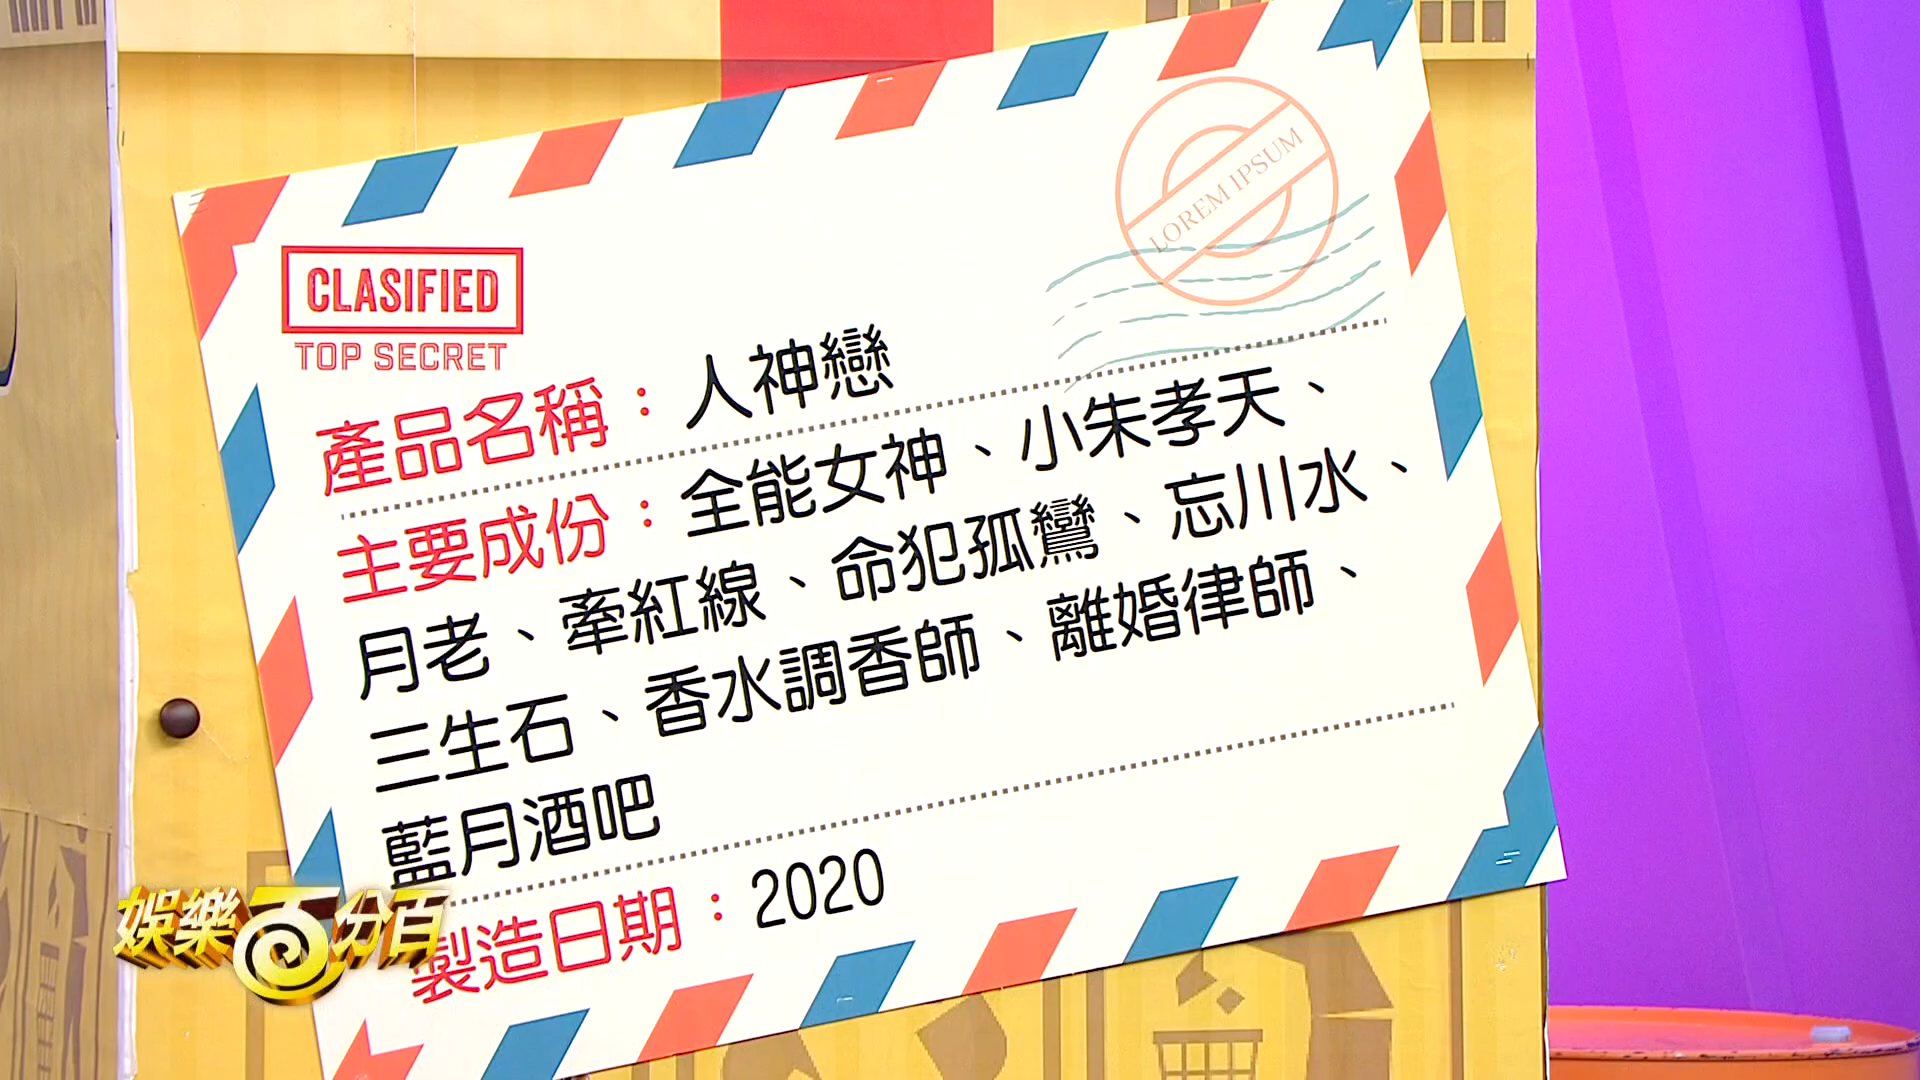 LOREM IPSUM
CLASIFIED
TOP SECRET
產品名稱：人神戀
主要成份：全能女神、小朱孝天、
月老、牽紅線、命犯孤鸞、忘川水、
三生石、香水調香師、離婚律師、
藍月酒吧
製造日期：2020
娛樂百分百